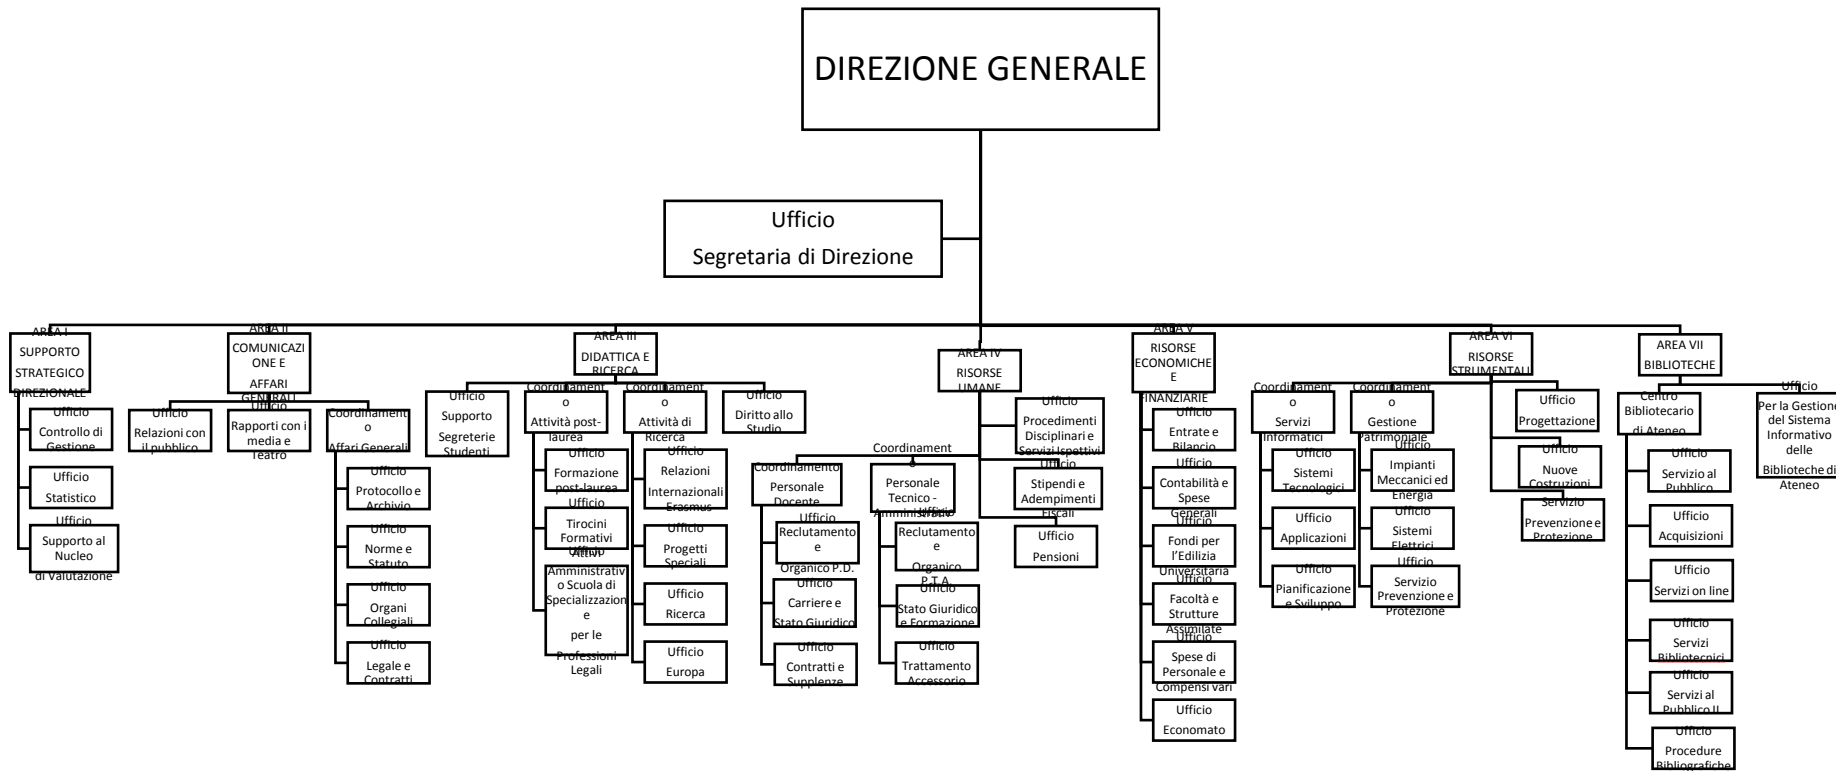 DIREZIONE GENERALE
Ufficio
Segretaria di Direzione
AREA I
SUPPORTO
STRATEGICO
DIREZIONALE
Ufficio
Controllo di
Gestione
Ufficio
Statistico
Ufficio
Supporto al
Nucleo
di Valutazione
AREA II
COMUNICAZI
ONE E
AFFARI
GENERALI
Ufficio
Relazioni con
il pubblico
Ufficio
Rapporti con i
media e
Teatro
Coordinament
o
Affari Generali
Ufficio
Protocollo e
Archivio
Ufficio
Norme e
Statuto
Ufficio
Organi
Collegiali
Ufficio
Legale e
Contratti
AREA III
DIDATTICA E
RICERCA
Ufficio
Supporto
Segreterie
Studenti
Coordinament
o
Attività post-
laurea
Ufficio
Formazione
post-laurea
Ufficio
Tirocini
Formativi
Attivi
Ufficio
Amministrativ
o Scuola di
Specializzazion
e
per le
Professioni
Legali
Coordinament
o
Attività di
Ricerca
Ufficio
Relazioni
Internazionali
Erasmus
Ufficio
Progetti
Speciali
Ufficio
Ricerca
Ufficio
Europa
Ufficio
Diritto allo
Studio
AREA IV
RISORSE
UMANE
Coordinamento
Personale
Docente
Ufficio
Reclutamento
e
Organico P.D.
Ufficio
Carriere e
Stato Giuridico
Ufficio
Contratti e
Supplenze
Coordinament
o
Personale
Tecnico -
Amministrativ
Ufficio
Reclutamento
e
Organico
P.T.A.
Ufficio
Stato Giuridico
e Formazione
Ufficio
Trattamento
Accessorio
Ufficio
Procedimenti
Disciplinari e
Servizi Ispettivi
Ufficio
Stipendi e
Adempimenti
Fiscali
Ufficio
Pensioni
AREA V
RISORSE
ECONOMICHE
E
FINANZIARIE
Ufficio
Entrate e
Bilancio
Ufficio
Contabilità e
Spese
Generali
Ufficio
Fondi per
l'Edilizia
Universitaria
Ufficio
Facoltà e
Strutture
Assimilate
Ufficio
Spese di
Personale e
Compensi vari
Ufficio
Economato
AREA VI
RISORSE
STRUMENTALI
Coordinament
o
Servizi
Informatici
Ufficio
Sistemi
Tecnologici
Ufficio
Applicazioni
Ufficio
Pianificazione
e Sviluppo
Coordinament
o
Gestione
Patrimoniale
Ufficio
Impianti
Meccanici ed
Energia
Ufficio
Sistemi
Elettrici
Ufficio
Servizio
Prevenzione e
Protezione
Ufficio
Progettazione
Ufficio
Nuove
Costruzioni
Servizio
Prevenzione e
Protezione
AREA VII
BIBLIOTECHE
Centro
Bibliotecario
di Ateneo
Ufficio
Servizio al
Pubblico
Ufficio
Acquisizioni
Ufficio
Servizi on line
Ufficio
Servizi
Bibliotecnici
Ufficio
Servizi al
Pubblico II
Ufficio
Procedure
Bibliografiche
Ufficio
Per la Gestione
del Sistema
Informativo
delle
Biblioteche di
Ateneo